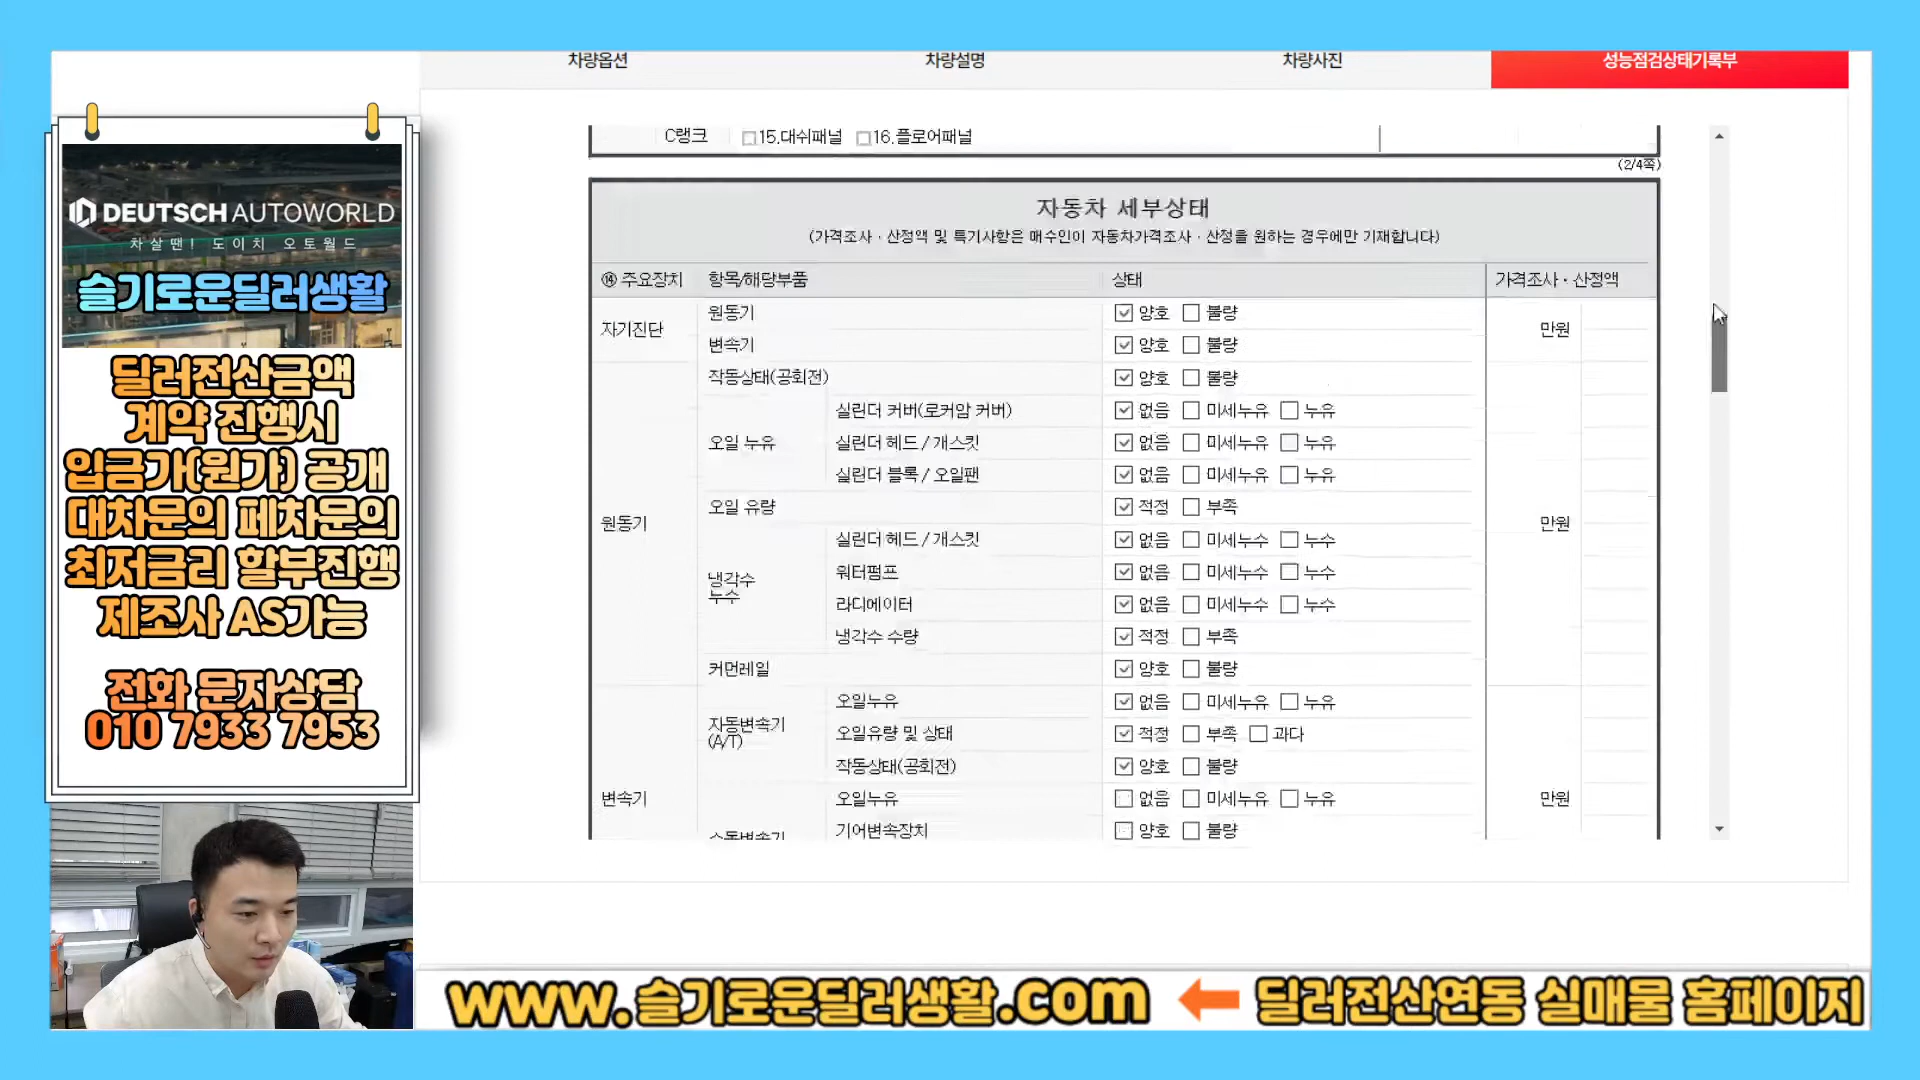 차량옵션
차량설명
차량사진
성능점검상태기록부
DEUTSCH AUTOWORLD
차살땐! 도이치 오토월드
슬기로운딜러생활
딜러전산금액
계약 진행시
입금가(원가) 공개
대차문의 폐차문의
최저금리 할부진행
제조사 AS가능
전화 문자상담
010 7933 7953
C랭크 15.대쉬패널 16.플로어패널
(2/4쪽)
자동차 세부상태
(가격조사·산정액 및 특기사항은 매수인이 자동차가격조사·산정을 원하는 경우에만 기재합니다)
⑭ 주요장치 항목/해당부품 상태 가격조사·산정액
자기진단 원동기 양호 불량 만원
변속기 양호 불량
원동기 작동상태(공회전) 양호 불량 만원
오일 누유 실린더 커버(로커암 커버) 없음 미세누유 누유
실린더 헤드 / 개스킷 없음 미세누유 누유
실린더 블록 / 오일팬 없음 미세누유 누유
오일 유량 적정 부족
냉각수 누수 실린더 헤드 / 개스킷 없음 미세누수 누수
워터펌프 없음 미세누수 누수
라디에이터 없음 미세누수 누수
냉각수 수량 적정 부족
커먼레일 양호 불량
변속기 자동변속기 (A/T) 오일누유 없음 미세누유 누유 만원
오일유량 및 상태 적정 부족 과다
작동상태(공회전) 양호 불량
수동변속기 오일누유 없음 미세누유 누유
기어변속장치 양호 불량
www.슬기로운딜러생활.com ← 딜러전산연동 실매물 홈페이지